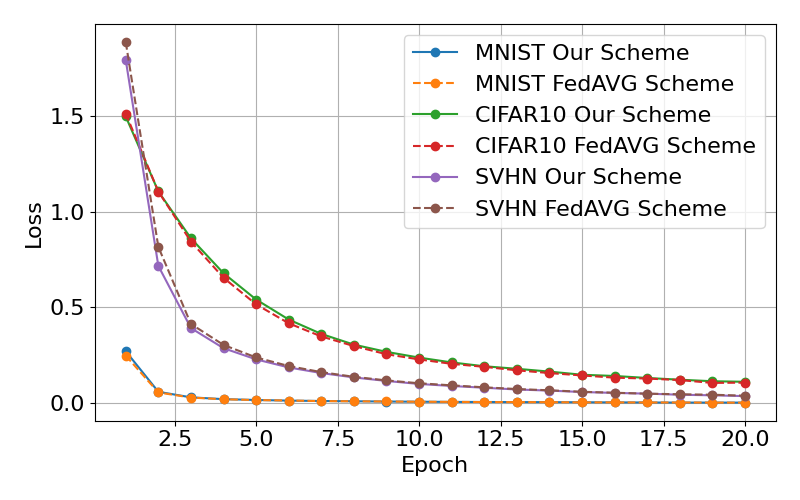 MNIST Our Scheme
MNIST FedAVG Scheme
CIFAR10 Our Scheme
CIFAR10 FedAVG Scheme
SVHN Our Scheme
SVHN FedAVG Scheme
1.5
1.0
0.5
0.0
Loss
2.5 5.0 7.5 10.0 12.5 15.0 17.5 20.0
Epoch